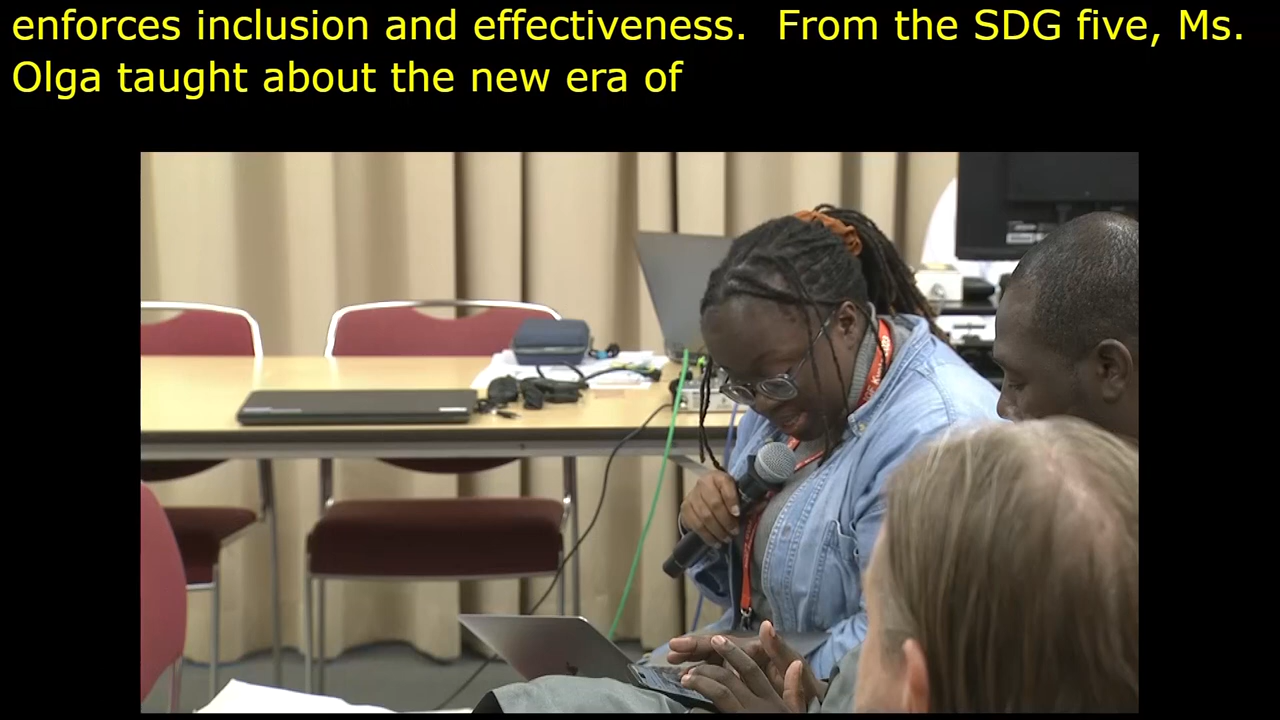 enforces inclusion and effectiveness.  From the SDG five, Ms.
Olga taught about the new era of